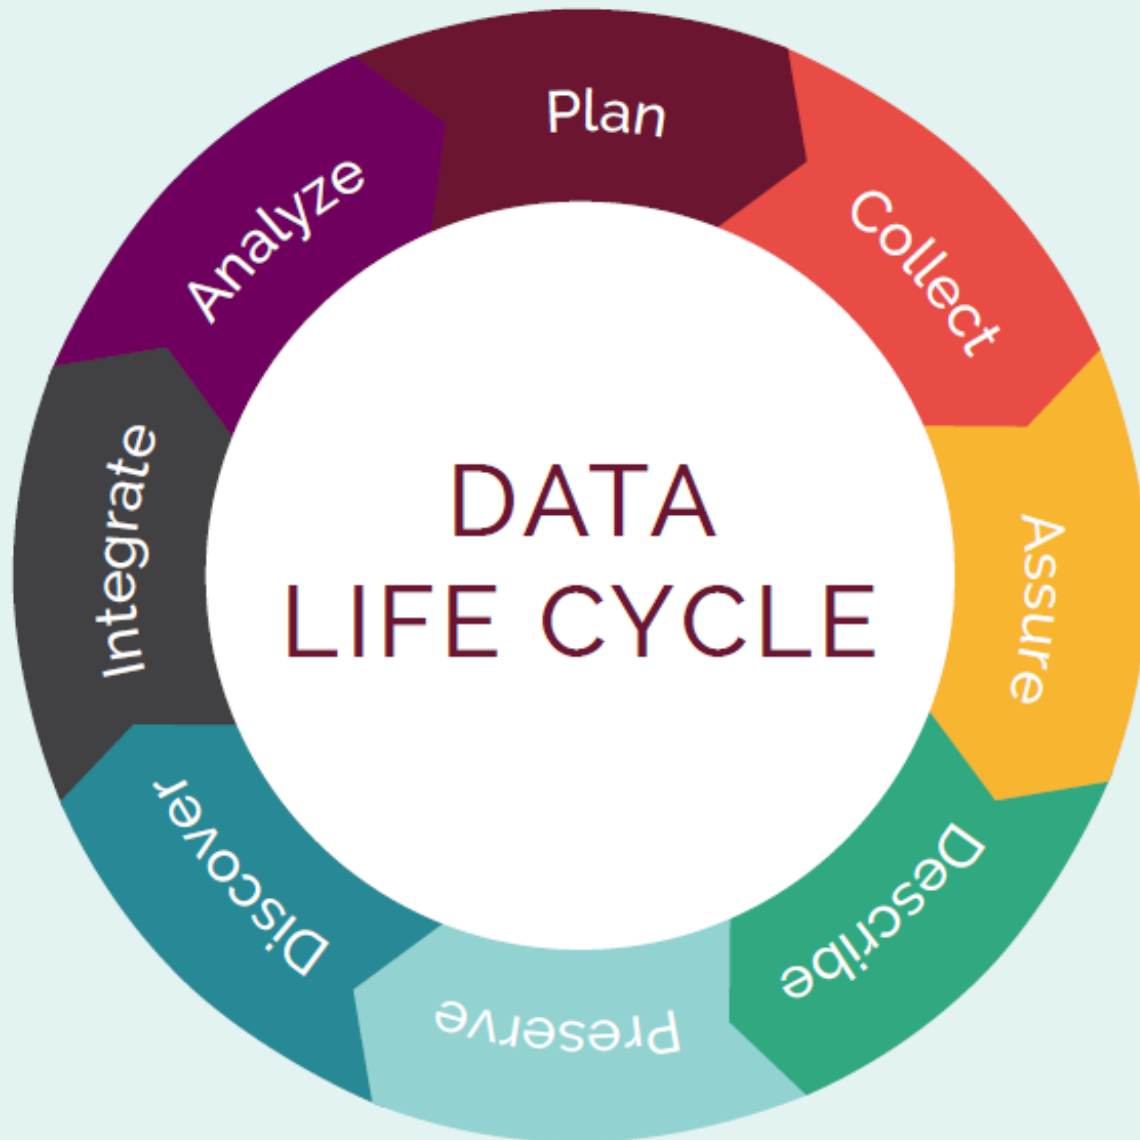 Plan
Collect
Assure
Describe
Preserve
Discover
Integrate
Analyze
DATA
LIFE CYCLE